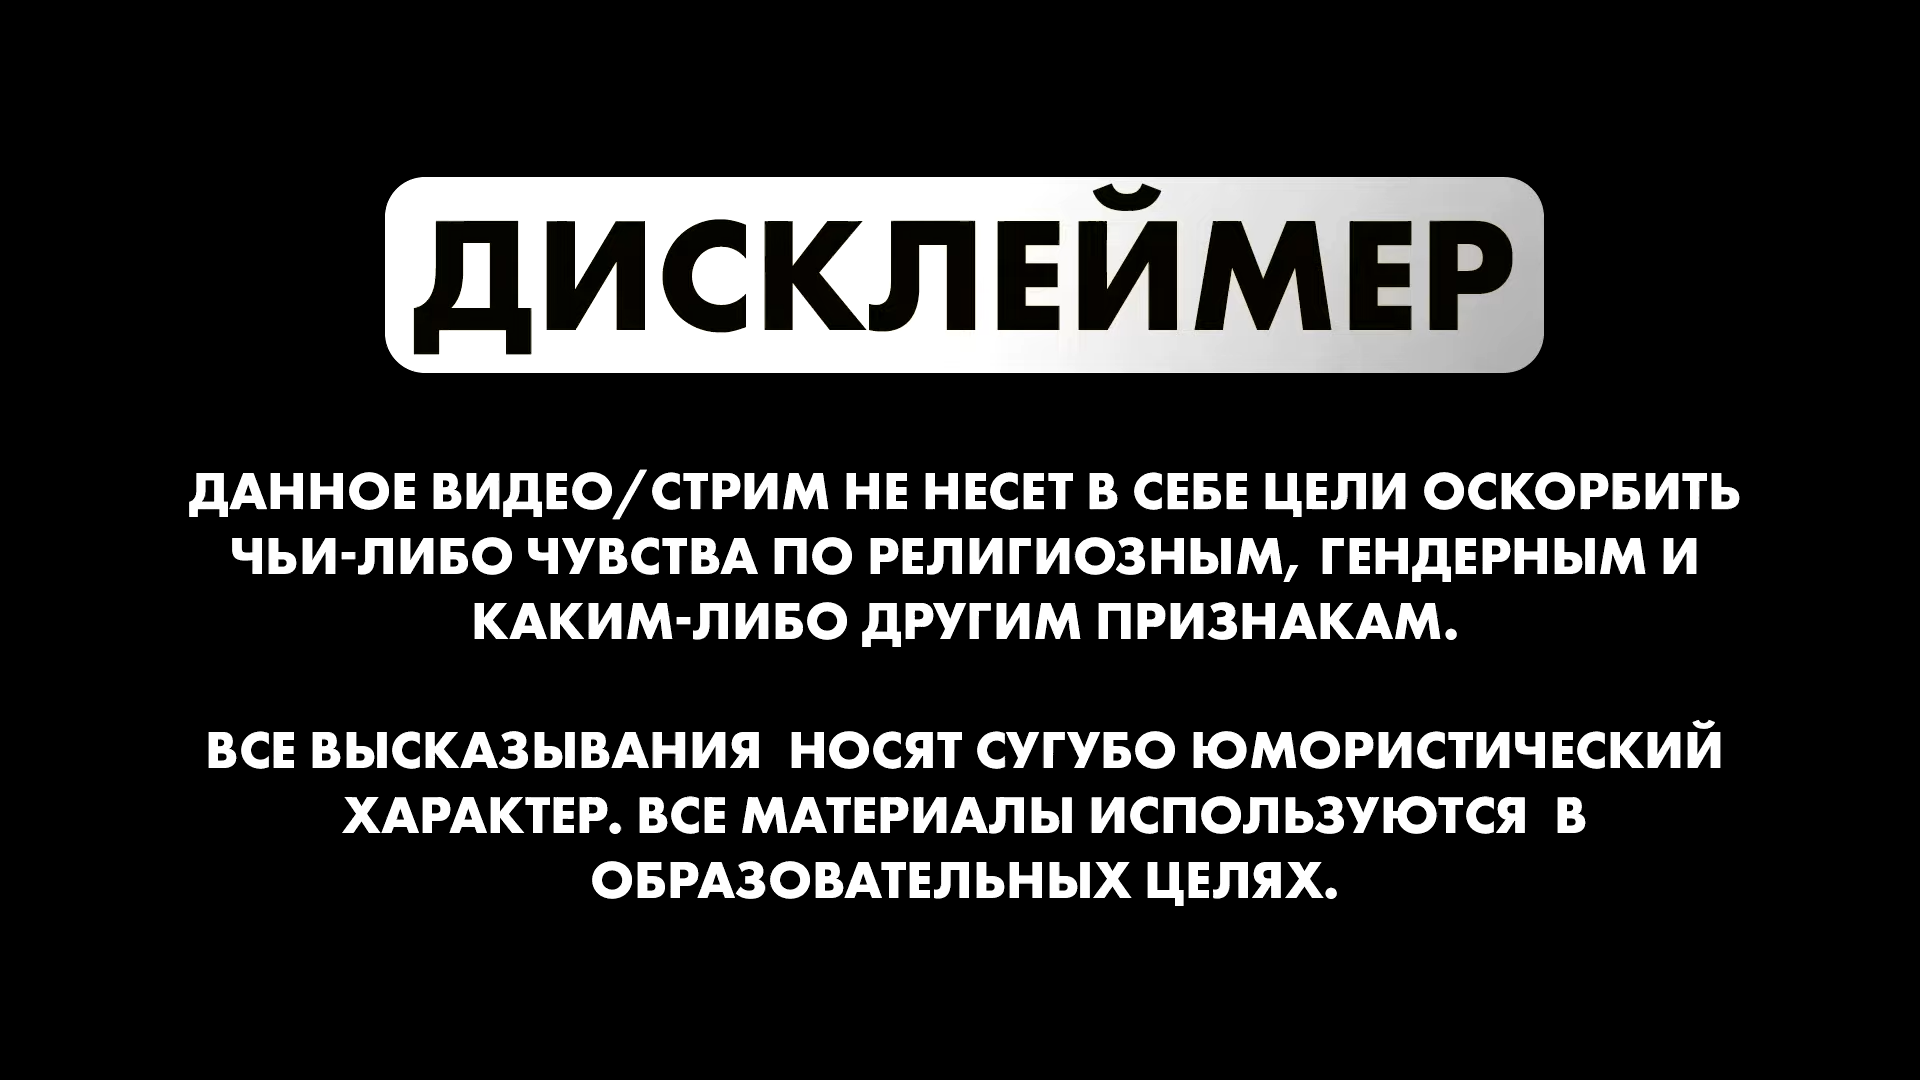 ДИСКЛЕЙМЕР
ДАННОЕ ВИДЕО/СТРИМ НЕ НЕСЕТ В СЕБЕ ЦЕЛИ ОСКОРБИТЬ
ЧЬИ-ЛИБО ЧУВСТВА ПО РЕЛИГИОЗНЫМ, ГЕНДЕРНЫМ И
КАКИМ-ЛИБО ДРУГИМ ПРИЗНАКАМ.
ВСЕ ВЫСКАЗЫВАНИЯ  НОСЯТ СУГУБО ЮМОРИСТИЧЕСКИЙ
ХАРАКТЕР. ВСЕ МАТЕРИАЛЫ ИСПОЛЬЗУЮТСЯ  В
ОБРАЗОВАТЕЛЬНЫХ ЦЕЛЯХ.